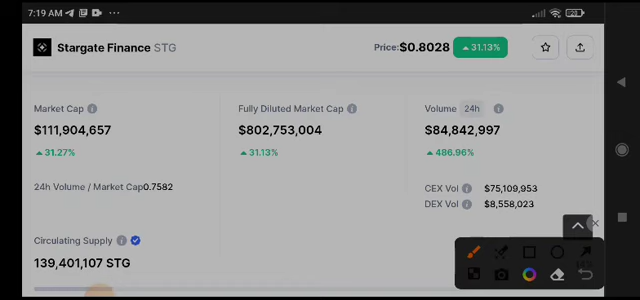 7:19 AM
Stargate Finance STG
Price:$0.8028 31.13%
Market Cap
$111,904,657
31.27%
24h Volume / Market Cap0.7582
Fully Diluted Market Cap
$802,753,004
31.13%
Volume 24h
$84,842,997
486.96%
CEX Vol $75,109,953
DEX Vol $8,558,023
Circulating Supply
139,401,107 STG